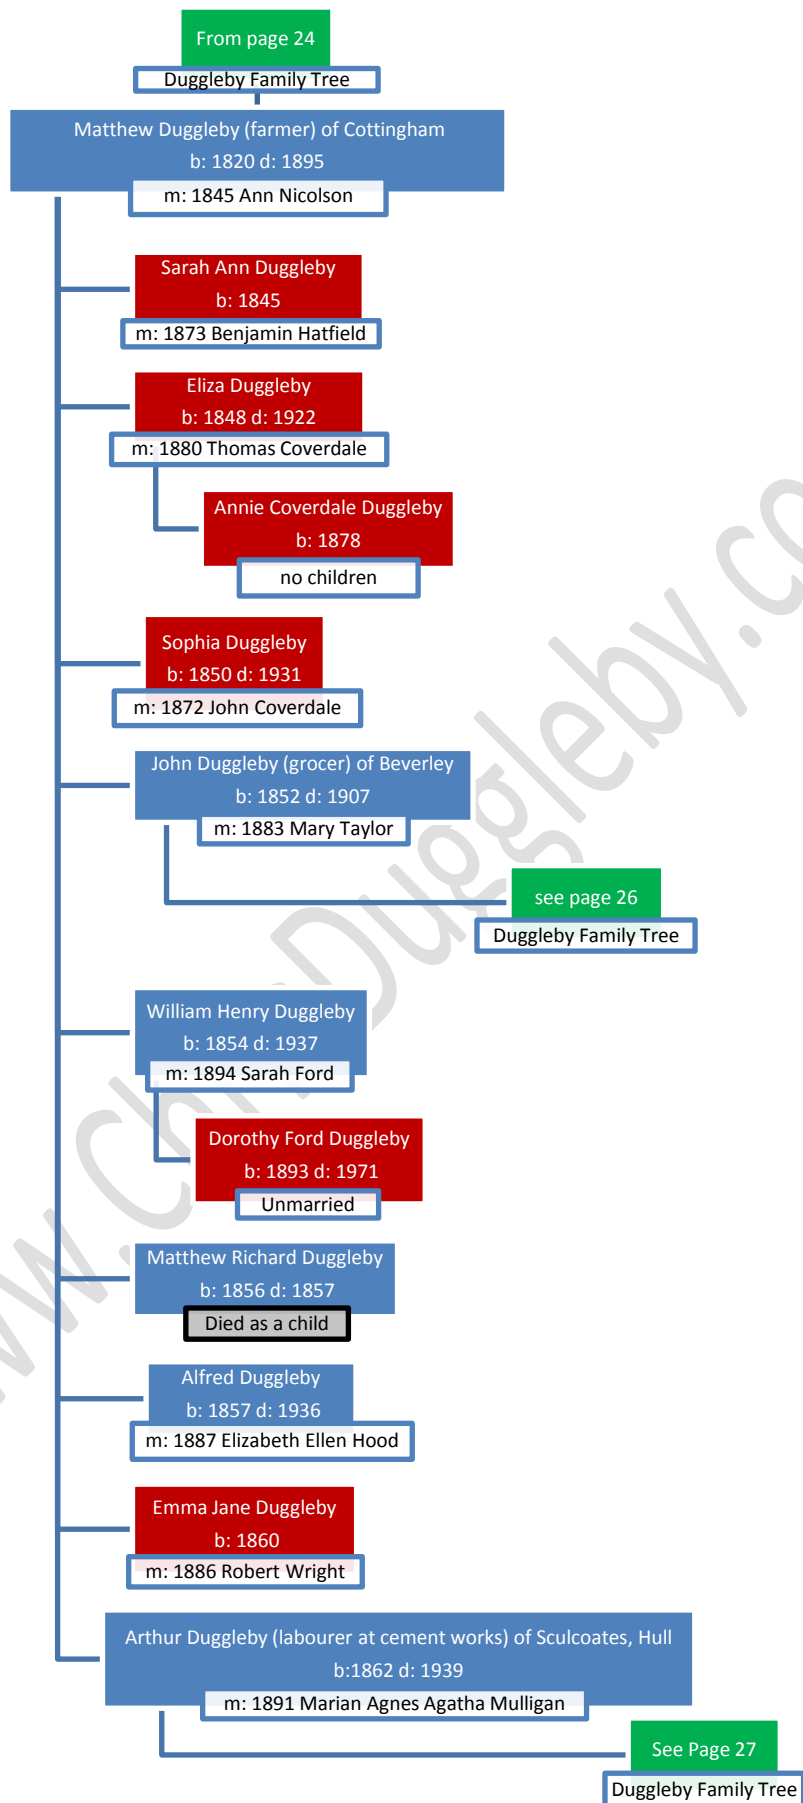 From page 24
Duggleby Family Tree
Matthew Duggleby (farmer) of Cottingham
b: 1820 d: 1895
m: 1845 Ann Nicolson
Sarah Ann Duggleby
b: 1845
m: 1873 Benjamin Hatfield
Eliza Duggleby
b: 1848 d: 1922
m: 1880 Thomas Coverdale
Annie Coverdale Duggleby
b: 1878
no children
Sophia Duggleby
b: 1850 d: 1931
m: 1872 John Coverdale
John Duggleby (grocer) of Beverley
b: 1852 d: 1907
m: 1883 Mary Taylor
see page 26
Duggleby Family Tree
William Henry Duggleby
b: 1854 d: 1937
m: 1894 Sarah Ford
Dorothy Ford Duggleby
b: 1893 d: 1971
Unmarried
Matthew Richard Duggleby
b: 1856 d: 1857
Died as a child
Alfred Duggleby
b: 1857 d: 1936
m: 1887 Elizabeth Ellen Hood
Emma Jane Duggleby
b: 1860
m: 1886 Robert Wright
Arthur Duggleby (labourer at cement works) of Sculcoates, Hull
b:1862 d: 1939
m: 1891 Marian Agnes Agatha Mulligan
See Page 27
Duggleby Family Tree